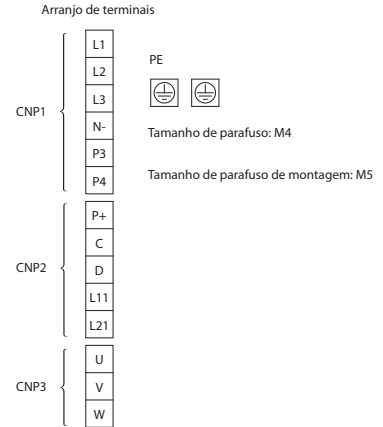 Arranjo de terminais
CNP1
L1
L2
L3
N-
P3
P4
PE
Tamanho de parafuso: M4
Tamanho de parafuso de montagem: M5
CNP2
P+
C
D
L11
L21
CNP3
U
V
W